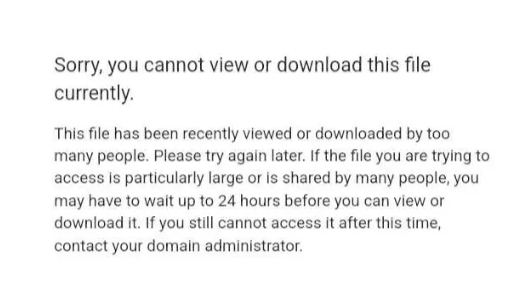 Sorry, you cannot view or download this file
currently.
This file has been recently viewed or downloaded by too
many people. Please try again later. If the file you are trying to
access is particularly large or is shared by many people, you
may have to wait up to 24 hours before you can view or
download it. If you still cannot access it after this time,
contact your domain administrator.